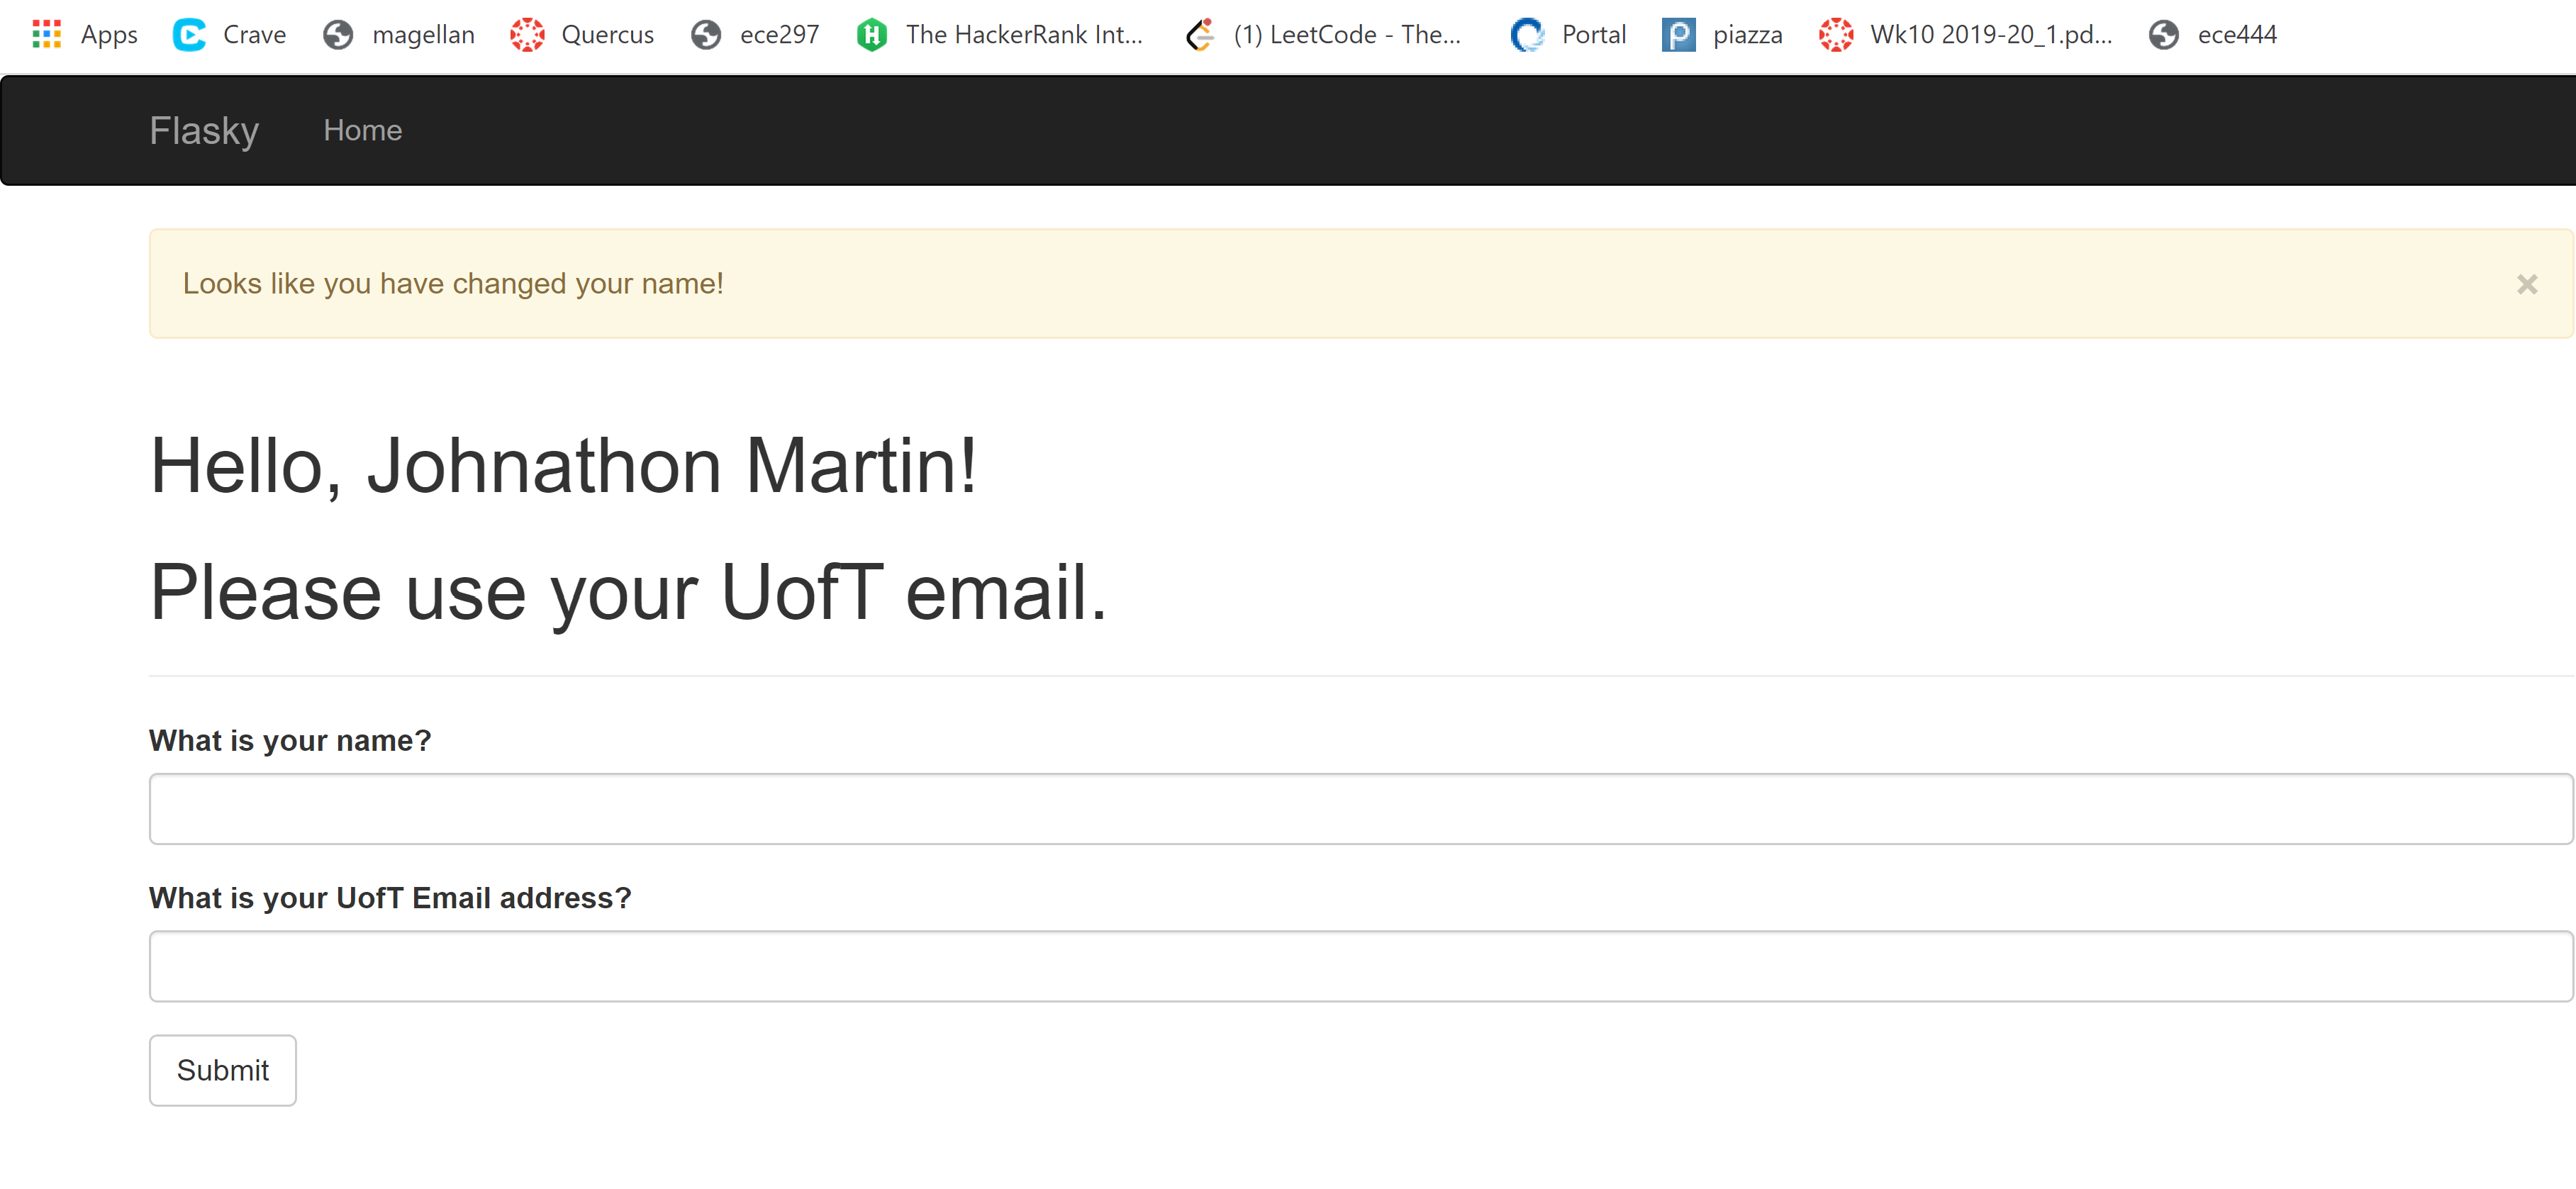 Apps Crave magellan Quercus ece297 The HackerRank Int... (1) LeetCode - The... Portal piazza Wk10 2019-20_1.pd... ece444
Flasky Home
Looks like you have changed your name! ×
Hello, Johnathon Martin!
Please use your UofT email.
What is your name?
What is your UofT Email address?
Submit